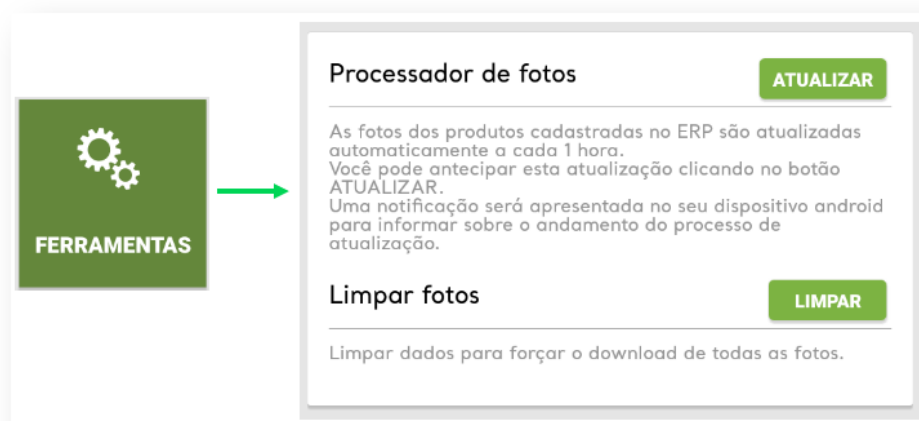 FERRAMENTAS
Processador de fotos
ATUALIZAR
As fotos dos produtos cadastradas no ERP são atualizadas
automaticamente a cada 1 hora.
Você pode antecipar esta atualização clicando no botão
ATUALIZAR.
Uma notificação será apresentada no seu dispositivo android
para informar sobre o andamento do processo de
atualização.
Limpar fotos
LIMPAR
Limpar dados para forçar o download de todas as fotos.